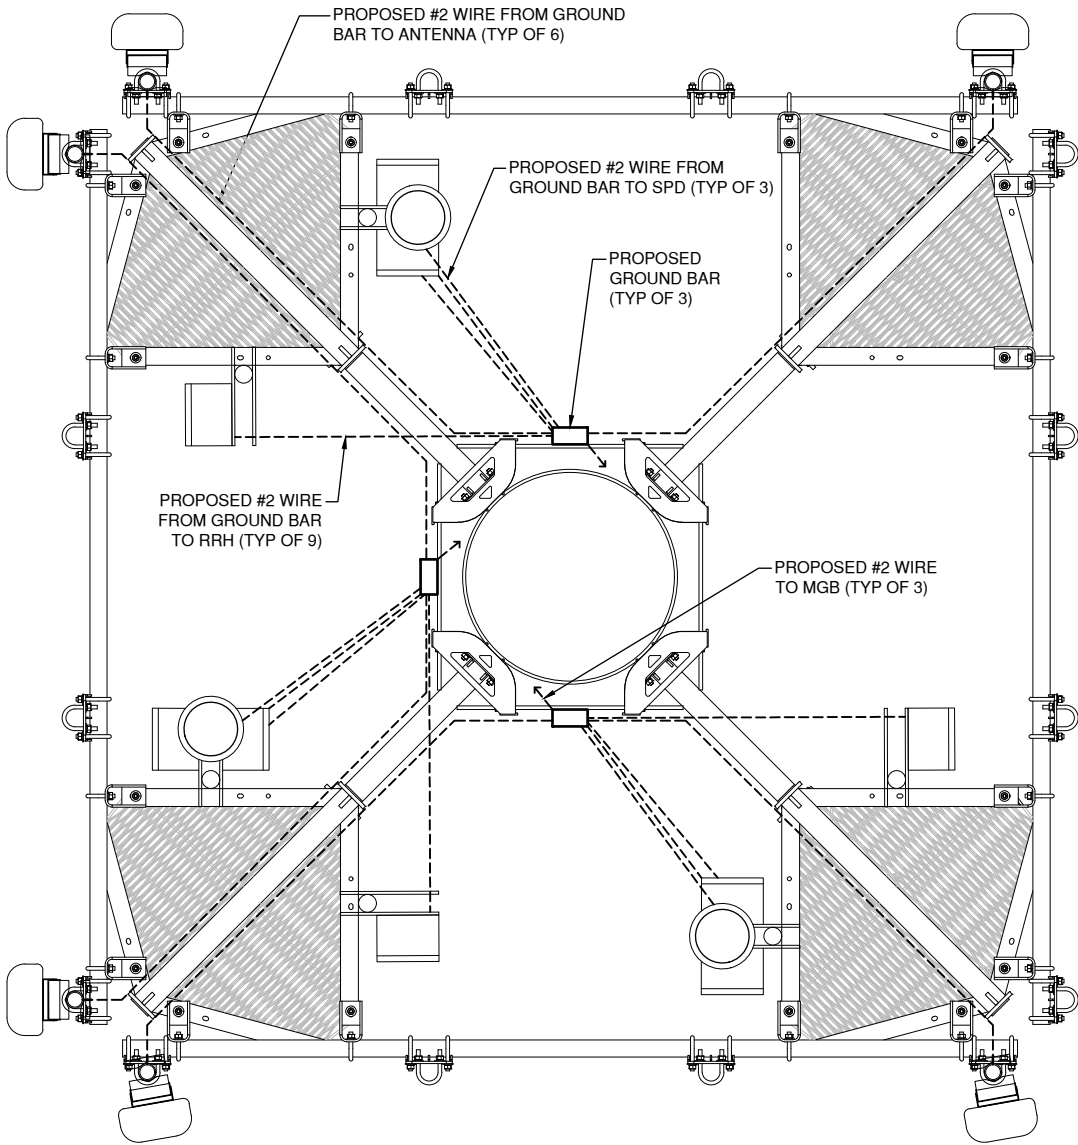 PROPOSED #2 WIRE FROM GROUND
BAR TO ANTENNA (TYP OF 6)
PROPOSED #2 WIRE FROM
GROUND BAR TO SPD (TYP OF 3)
PROPOSED
GROUND BAR
(TYP OF 3)
PROPOSED #2 WIRE
FROM GROUND BAR
TO RRH (TYP OF 9)
PROPOSED #2 WIRE
TO MGB (TYP OF 3)